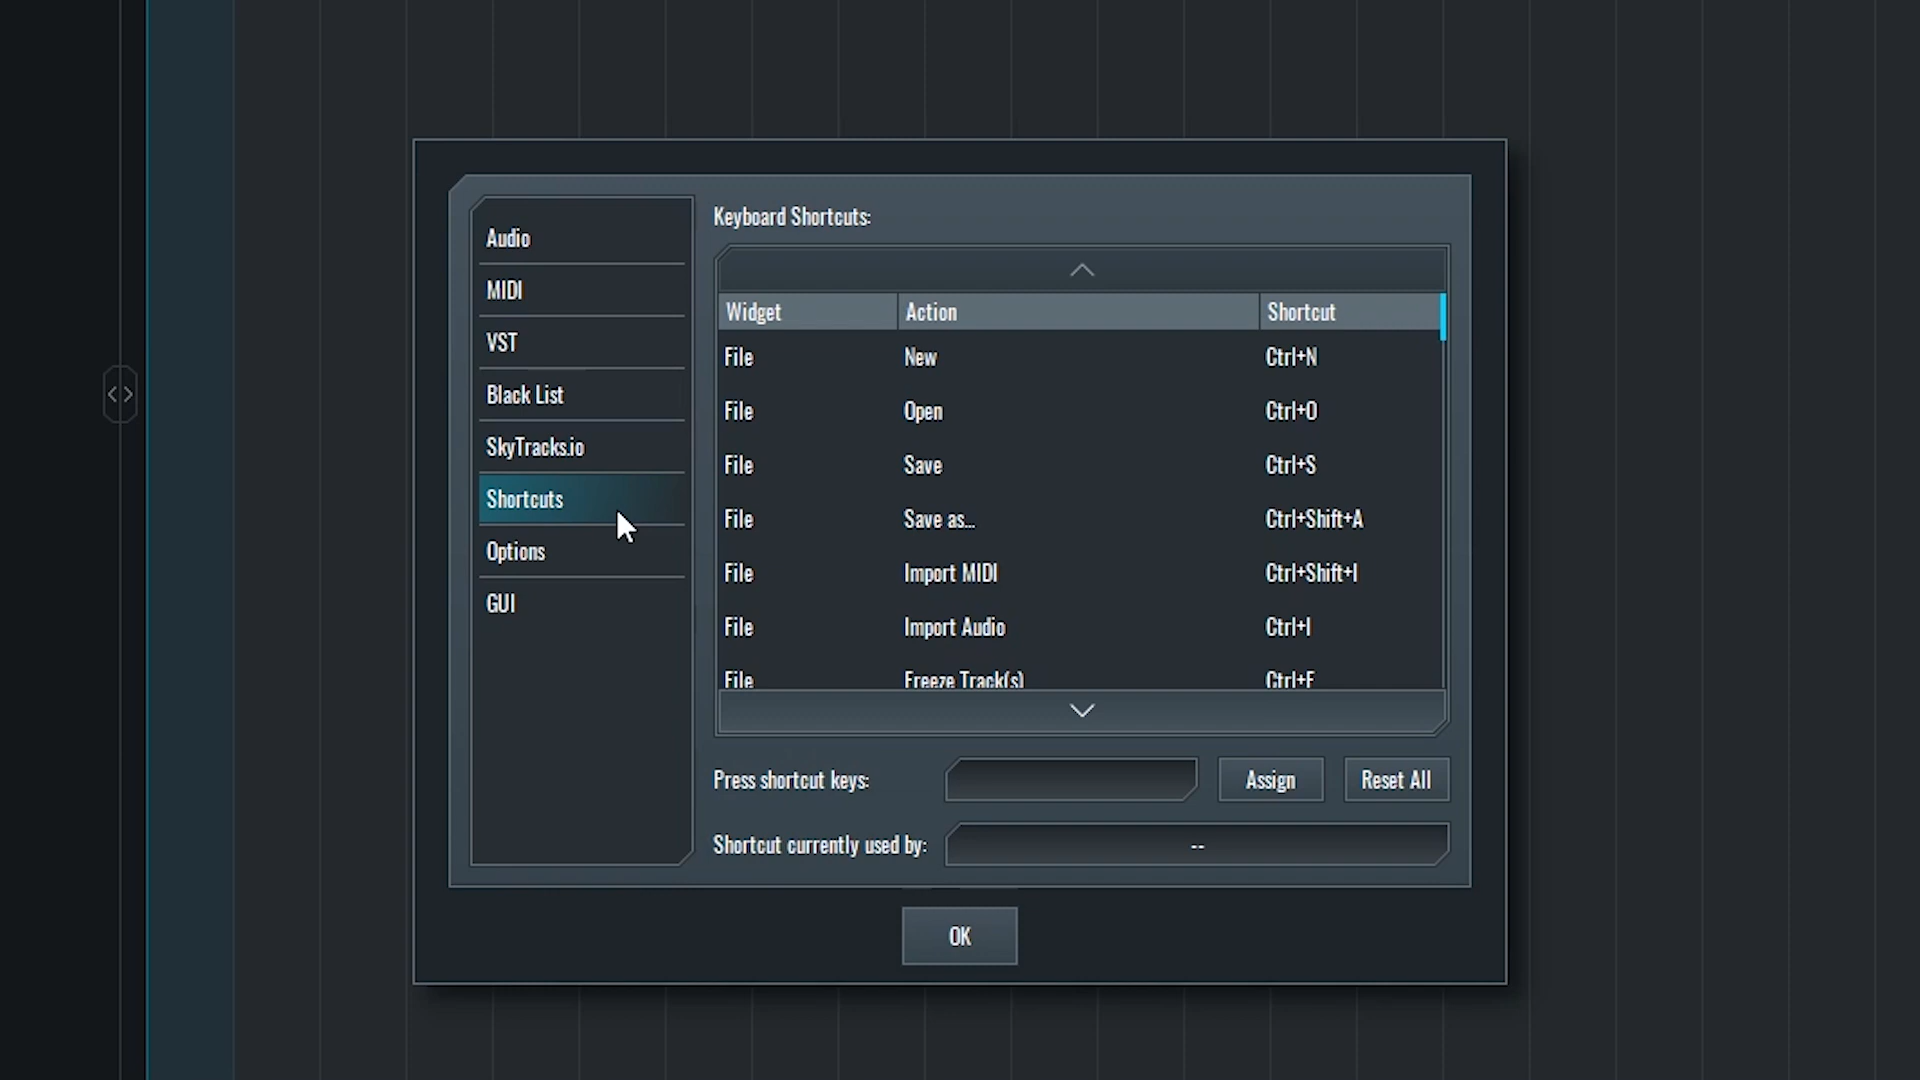 Audio
MIDI
VST
Black List
SkyTracks.io
Shortcuts
Options
GUI
Keyboard Shortcuts:
Widget Action Shortcut
File New Ctrl+N
File Open Ctrl+O
File Save Ctrl+S
File Save as... Ctrl+Shift+A
File Import MIDI Ctrl+Shift+I
File Import Audio Ctrl+I
File Freeze Track(s) Ctrl+F
Press shortcut keys: Assign Reset All
Shortcut currently used by: --
OK